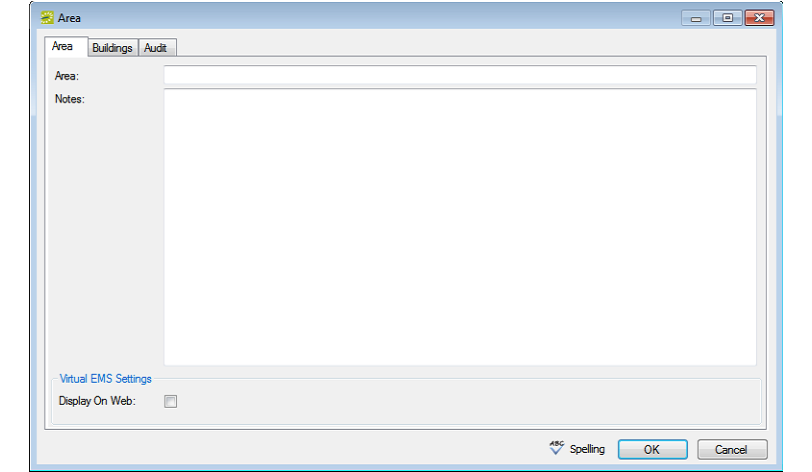 Area
Area Buildings Audit
Area:
Notes:
Virtual EMS Settings
Display On Web:
ABC Spelling OK Cancel